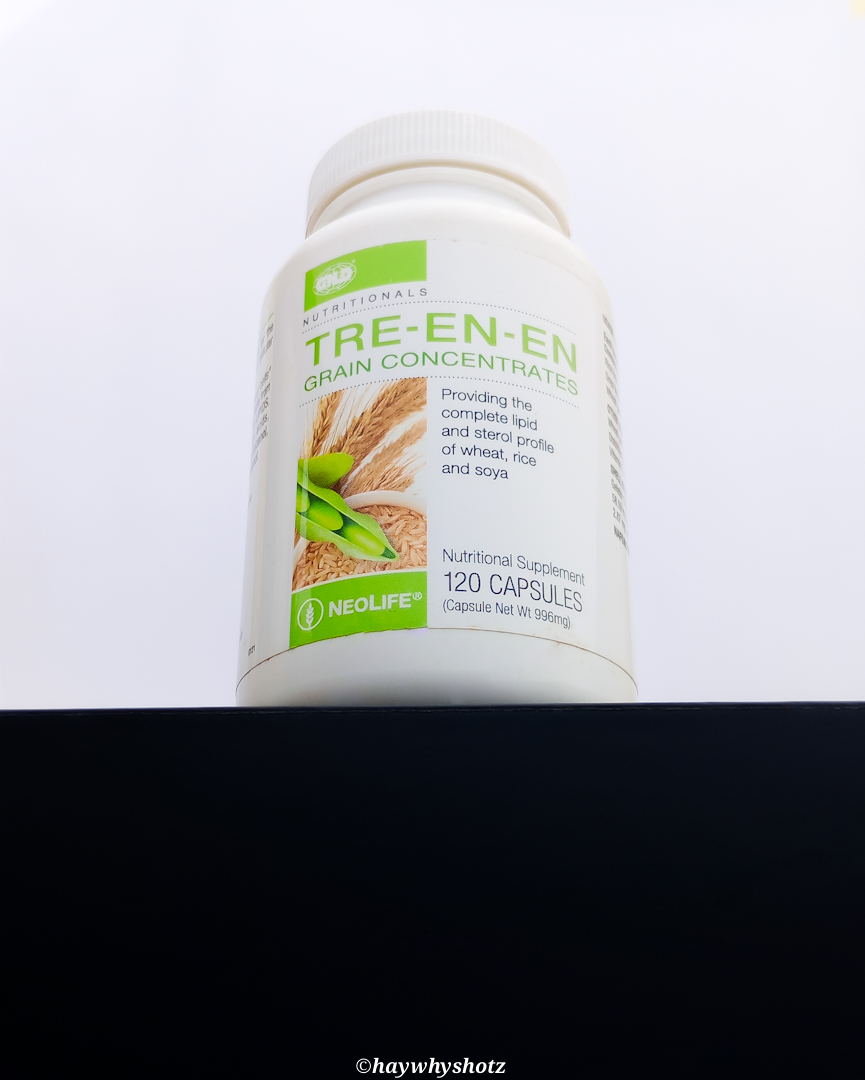 GNLD
NUTRITIONALS
TRE-EN-EN
GRAIN CONCENTRATES
Providing the
complete lipid
and sterol profile
of wheat, rice
and soya
Nutritional Supplement
120 CAPSULES
(Capsule Net Wt 996mg)
NEOLIFE®
©haywhyshotz